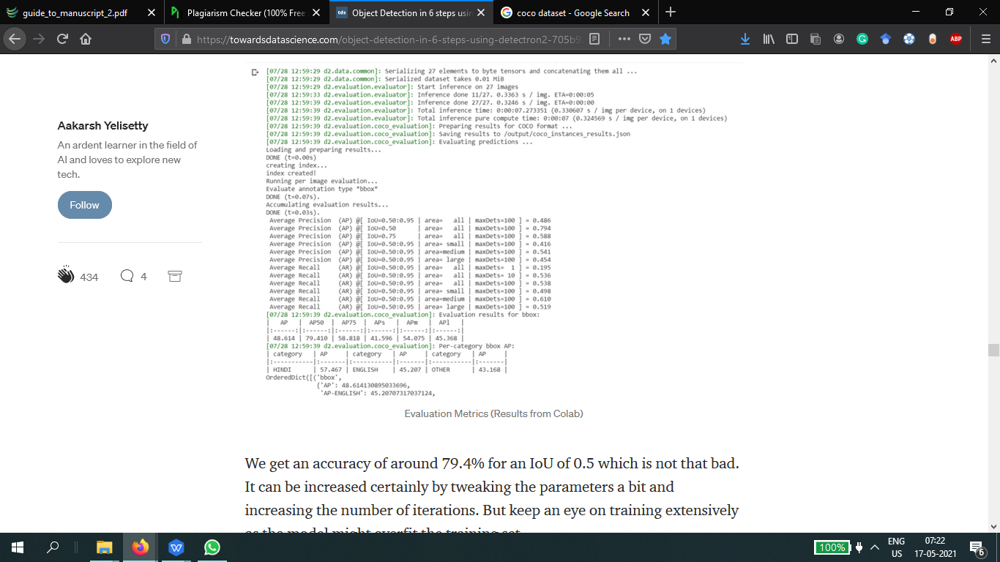 guide_to_manuscript_2.pdf
Plagiarism Checker (100% Free
Object Detection in 6 steps usin
coco dataset - Google Search
https://towardsdatascience.com/object-detection-in-6-steps-using-detectron2-705b9
Aakarsh Yelisetty
An ardent learner in the field of
AI and loves to explore new
tech.
Follow
434
4
[07/28 12:59:29 d2.data.common]: Serializing 27 elements to byte tensors and concatenating them all ...
[07/28 12:59:29 d2.data.common]: Serialized dataset takes 0.01 MiB
[07/28 12:59:29 d2.evaluation.evaluator]: Start inference on 27 images
[07/28 12:59:33 d2.evaluation.evaluator]: Inference done 11/27. 0.3363 s / img. ETA=0:00:05
[07/28 12:59:39 d2.evaluation.evaluator]: Inference done 27/27. 0.3246 s / img. ETA=0:00:00
[07/28 12:59:39 d2.evaluation.evaluator]: Total inference time: 0:00:07.273351 (0.330607 s / img per device, on 1 devices)
[07/28 12:59:39 d2.evaluation.evaluator]: Total inference pure compute time: 0:00:07 (0.324569 s / img per device, on 1 devices)
[07/28 12:59:39 d2.evaluation.coco_evaluation]: Preparing results for COCO format ...
[07/28 12:59:39 d2.evaluation.coco_evaluation]: Saving results to /output/coco_instances_results.json
[07/28 12:59:39 d2.evaluation.coco_evaluation]: Evaluating predictions ...
Loading and preparing results...
DONE (t=0.00s)
creating index...
index created!
Running per image evaluation...
Evaluate annotation type *bbox*
DONE (t=0.07s).
Accumulating evaluation results...
DONE (t=0.03s).
Average Precision (AP) @[ IoU=0.50:0.95 | area= all | maxDets=100 ] = 0.486
Average Precision (AP) @[ IoU=0.50 | area= all | maxDets=100 ] = 0.794
Average Precision (AP) @[ IoU=0.75 | area= all | maxDets=100 ] = 0.588
Average Precision (AP) @[ IoU=0.50:0.95 | area= small | maxDets=100 ] = 0.416
Average Precision (AP) @[ IoU=0.50:0.95 | area=medium | maxDets=100 ] = 0.541
Average Precision (AP) @[ IoU=0.50:0.95 | area= large | maxDets=100 ] = 0.454
Average Recall (AR) @[ IoU=0.50:0.95 | area= all | maxDets= 1 ] = 0.195
Average Recall (AR) @[ IoU=0.50:0.95 | area= all | maxDets= 10 ] = 0.536
Average Recall (AR) @[ IoU=0.50:0.95 | area= all | maxDets=100 ] = 0.538
Average Recall (AR) @[ IoU=0.50:0.95 | area= small | maxDets=100 ] = 0.498
Average Recall (AR) @[ IoU=0.50:0.95 | area=medium | maxDets=100 ] = 0.610
Average Recall (AR) @[ IoU=0.50:0.95 | area= large | maxDets=100 ] = 0.519
[07/28 12:59:39 d2.evaluation.coco_evaluation]: Evaluation results for bbox:
| AP | AP50 | AP75 | APs | APm | APl |
|:------:|:------:|:------:|:------:|:------:|:------:|
| 48.614 | 79.410 | 58.818 | 41.596 | 54.075 | 45.368 |
[07/28 12:59:39 d2.evaluation.coco_evaluation]: Per-category bbox AP:
| category | AP | category | AP | category | AP |
|:-----------|:-------|:-----------|:-------|:-----------|:-------|
| HINDI | 57.467 | ENGLISH | 45.207 | OTHER | 43.168 |
OrderedDict([('bbox',
{'AP': 48.614130895033696,
'AP-ENGLISH': 45.20707317037124,
Evaluation Metrics (Results from Colab)
We get an accuracy of around 79.4% for an IoU of 0.5 which is not that bad.
It can be increased certainly by tweaking the parameters a bit and
increasing the number of iterations. But keep an eye on training extensively
as the model might overfit the training set
100%
ENG
US
07:22
17-05-2021
6
ABP